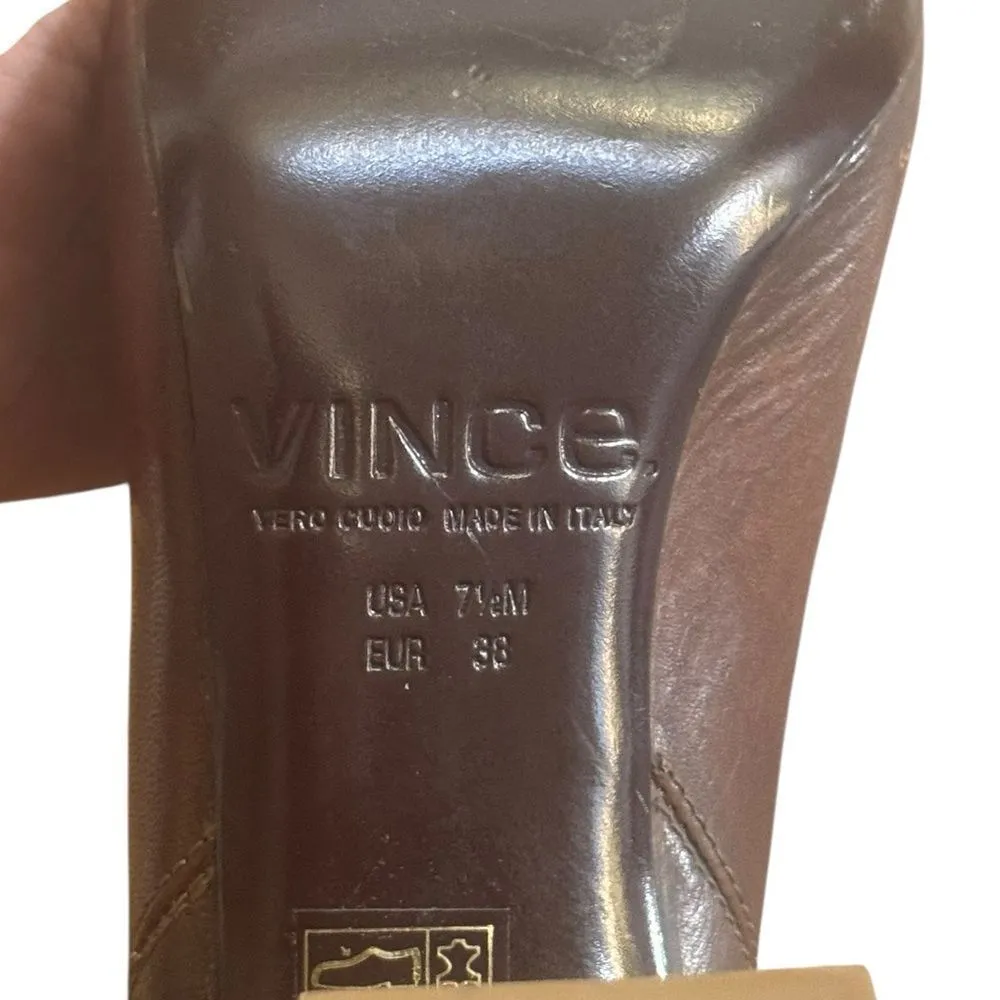 VINCE.
VERO CUOIO MADE IN ITALY
USA 7½M
EUR 38